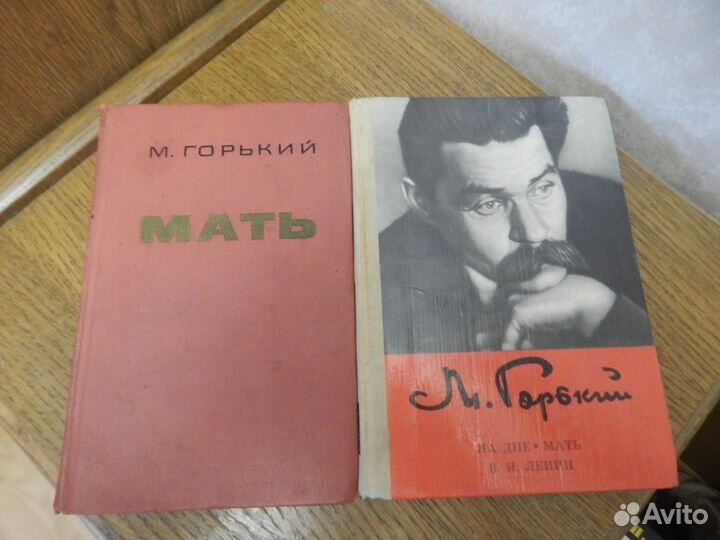 М. ГОРЬКИЙ
МАТЬ
М. Горький
НА ДНЕ • МАТЬ
В. И. ЛЕНИН
Avito